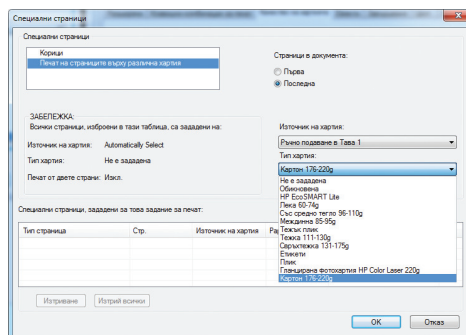 Специални страници
Специални страници
Корици
Печат на страниците върху различна хартия
Страници в документа:
Първа
Последна
ЗАБЕЛЕЖКА:
Всички страници, изброени в тази таблица, са зададени на:
Източник на хартия: Automatically Select
Тип хартия: Не е зададена
Печат от двете страни: Изкл.
Източник на хартия:
Ръчно подаване в Тава 1
Тип хартия:
Картон 176-220g
Не е зададена
Обикновена
HP EcoSMART Lite
Лека 60-74g
Със средно тегло 96-110g
Междинна 85-95g
Тежък плик
Тежка 111-130g
Свръхтежка 131-175g
Етикети
Плик
Гланцирана фотохартия HP Color Laser 220g
Картон 176-220g
Специални страници, зададени за това задание за печат:
Тип страница Стр. Източник на хартия
Изтриване Изтрий всички
OK Отказ